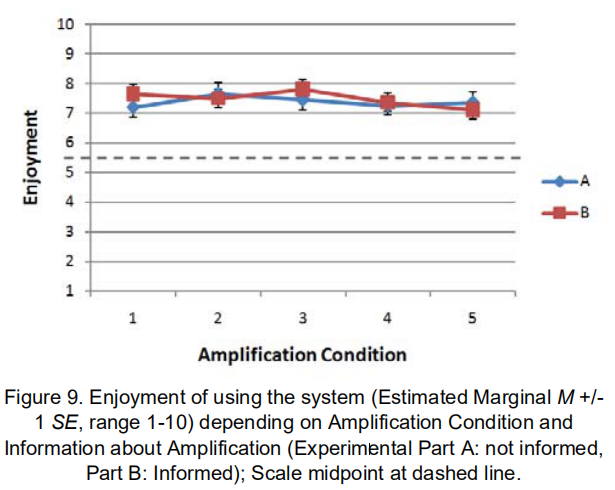 10
9
8
7
6
5
4
3
2
1
Enjoyment
1 2 3 4 5
Amplification Condition
A
B
Figure 9. Enjoyment of using the system (Estimated Marginal M +/-
1 SE, range 1-10) depending on Amplification Condition and
Information about Amplification (Experimental Part A: not informed,
Part B: Informed); Scale midpoint at dashed line.